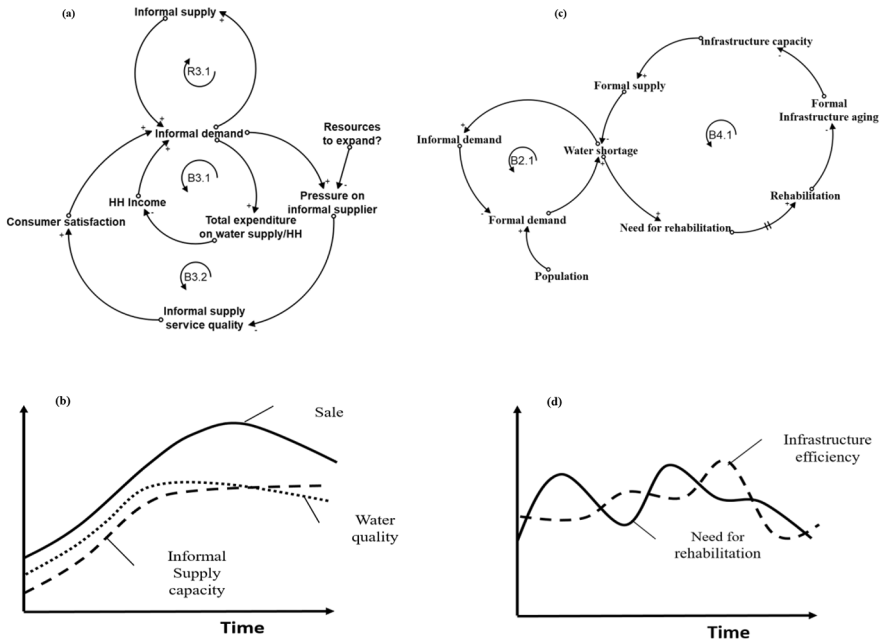 (a)
Informal supply
+
R3.1
+
+
+
Informal demand
B3.1
Resources
to expand?
+
-
HH Income
-
+
Pressure on
informal supplier
Consumer satisfaction
+
Total expenditure
on water supply/HH
B3.2
Informal supply
service quality
-
(c)
Infrastructure capacity
-
+
Formal supply
Formal
Infrastructure aging
-
Informal demand
+
-
Water shortage
+
B2.1
B4.1
-
Formal demand
+
+
Need for rehabilitation
Rehabilitation
+
Population
(b)
Sale
Water
quality
Informal
Supply
capacity
Time
(d)
Infrastructure
efficiency
Need for
rehabilitation
Time